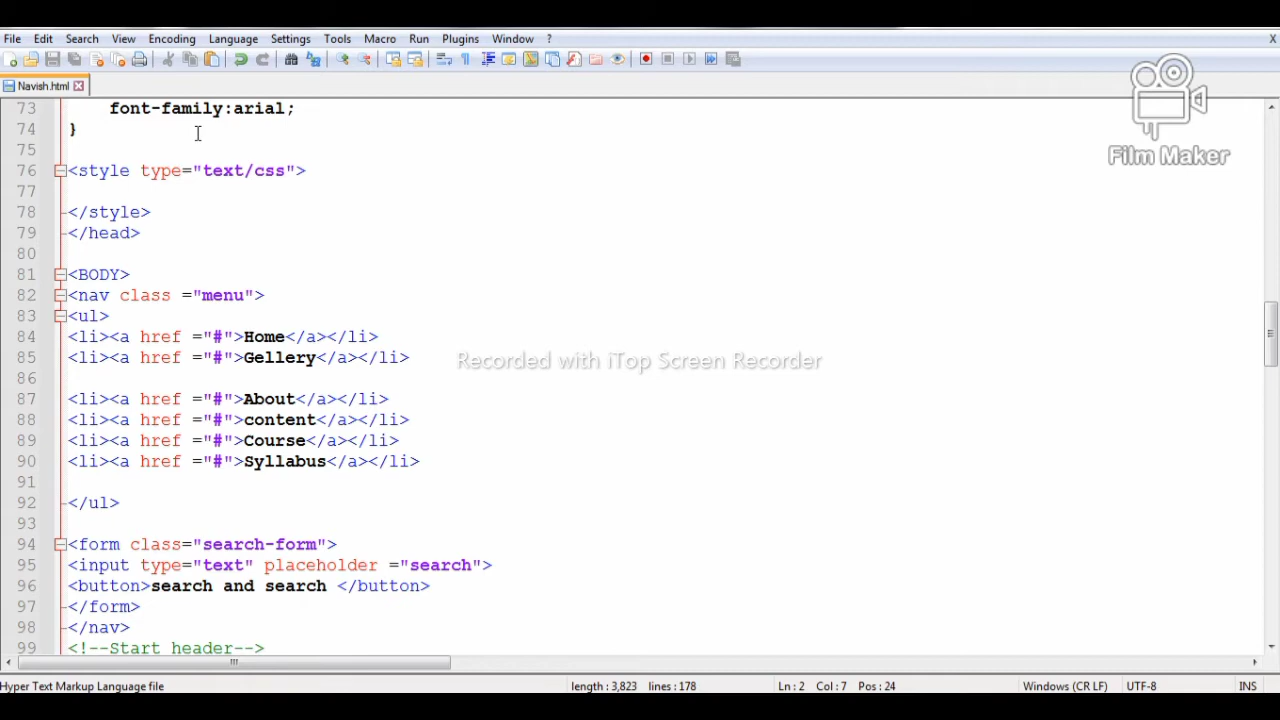 File Edit Search View Encoding Language Settings Tools Macro Run Plugins Window ? X
Navish.html
Film Maker
73 font-family:arial;
74 }
75
76 <style type="text/css">
77
78 </style>
79 </head>
80
81 <BODY>
82 <nav class ="menu">
83 <ul>
84 <li><a href ="#">Home</a></li>
85 <li><a href ="#">Gellery</a></li>
Recorded with iTop Screen Recorder
86
87 <li><a href ="#">About</a></li>
88 <li><a href ="#">content</a></li>
89 <li><a href ="#">Course</a></li>
90 <li><a href ="#">Syllabus</a></li>
91
92 </ul>
93
94 <form class="search-form">
95 <input type="text" placeholder ="search">
96 <button>search and search </button>
97 </form>
98 </nav>
99 <!--Start header-->
Hyper Text Markup Language file length : 3,823 lines : 178 Ln : 2 Col : 7 Pos : 24 Windows (CR LF) UTF-8 INS